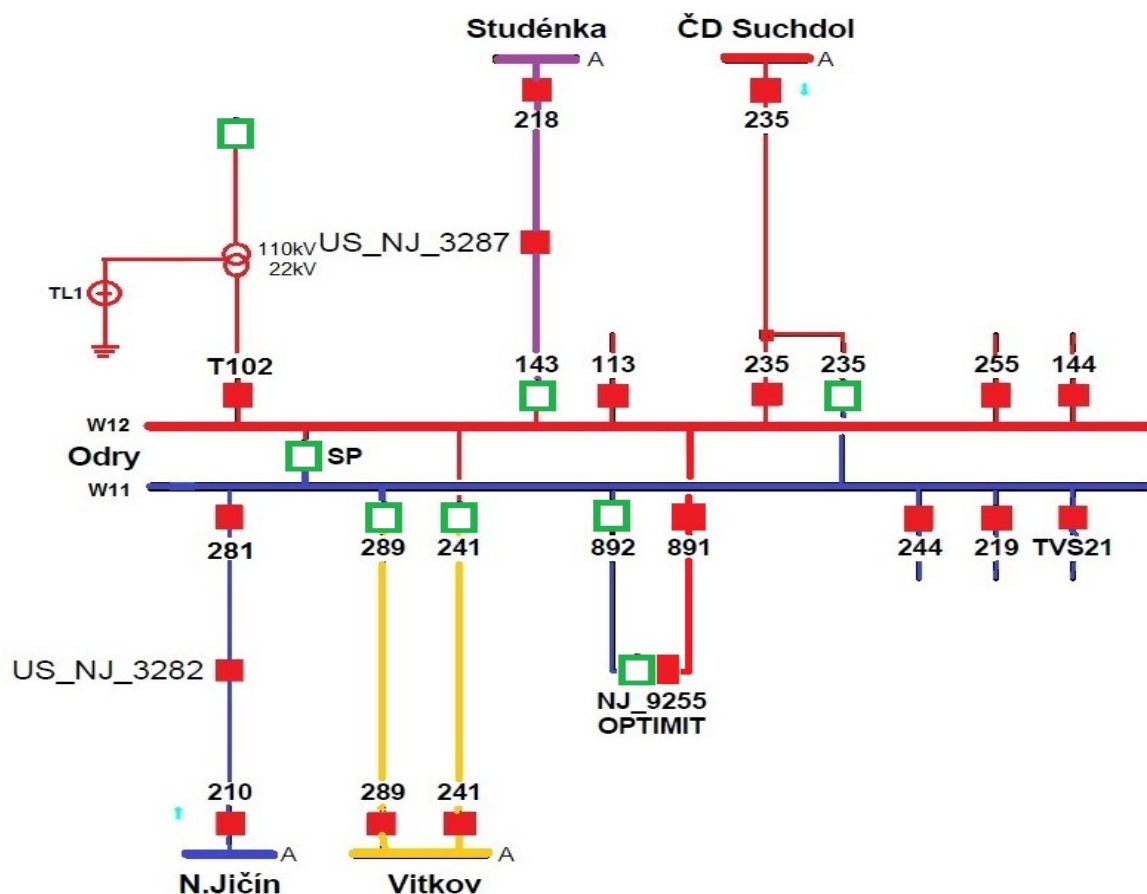 Studénka
ČD Suchdol
A
A
218
235
110kV
22kV
US_NJ_3287
TL1
T102
143
113
235
235
255
144
W12
Odry
SP
W11
281
289
241
892
891
244
219
TVS21
US_NJ_3282
NJ_9255
OPTIMIT
210
289
241
A
A
N.Jičín
Vitkov